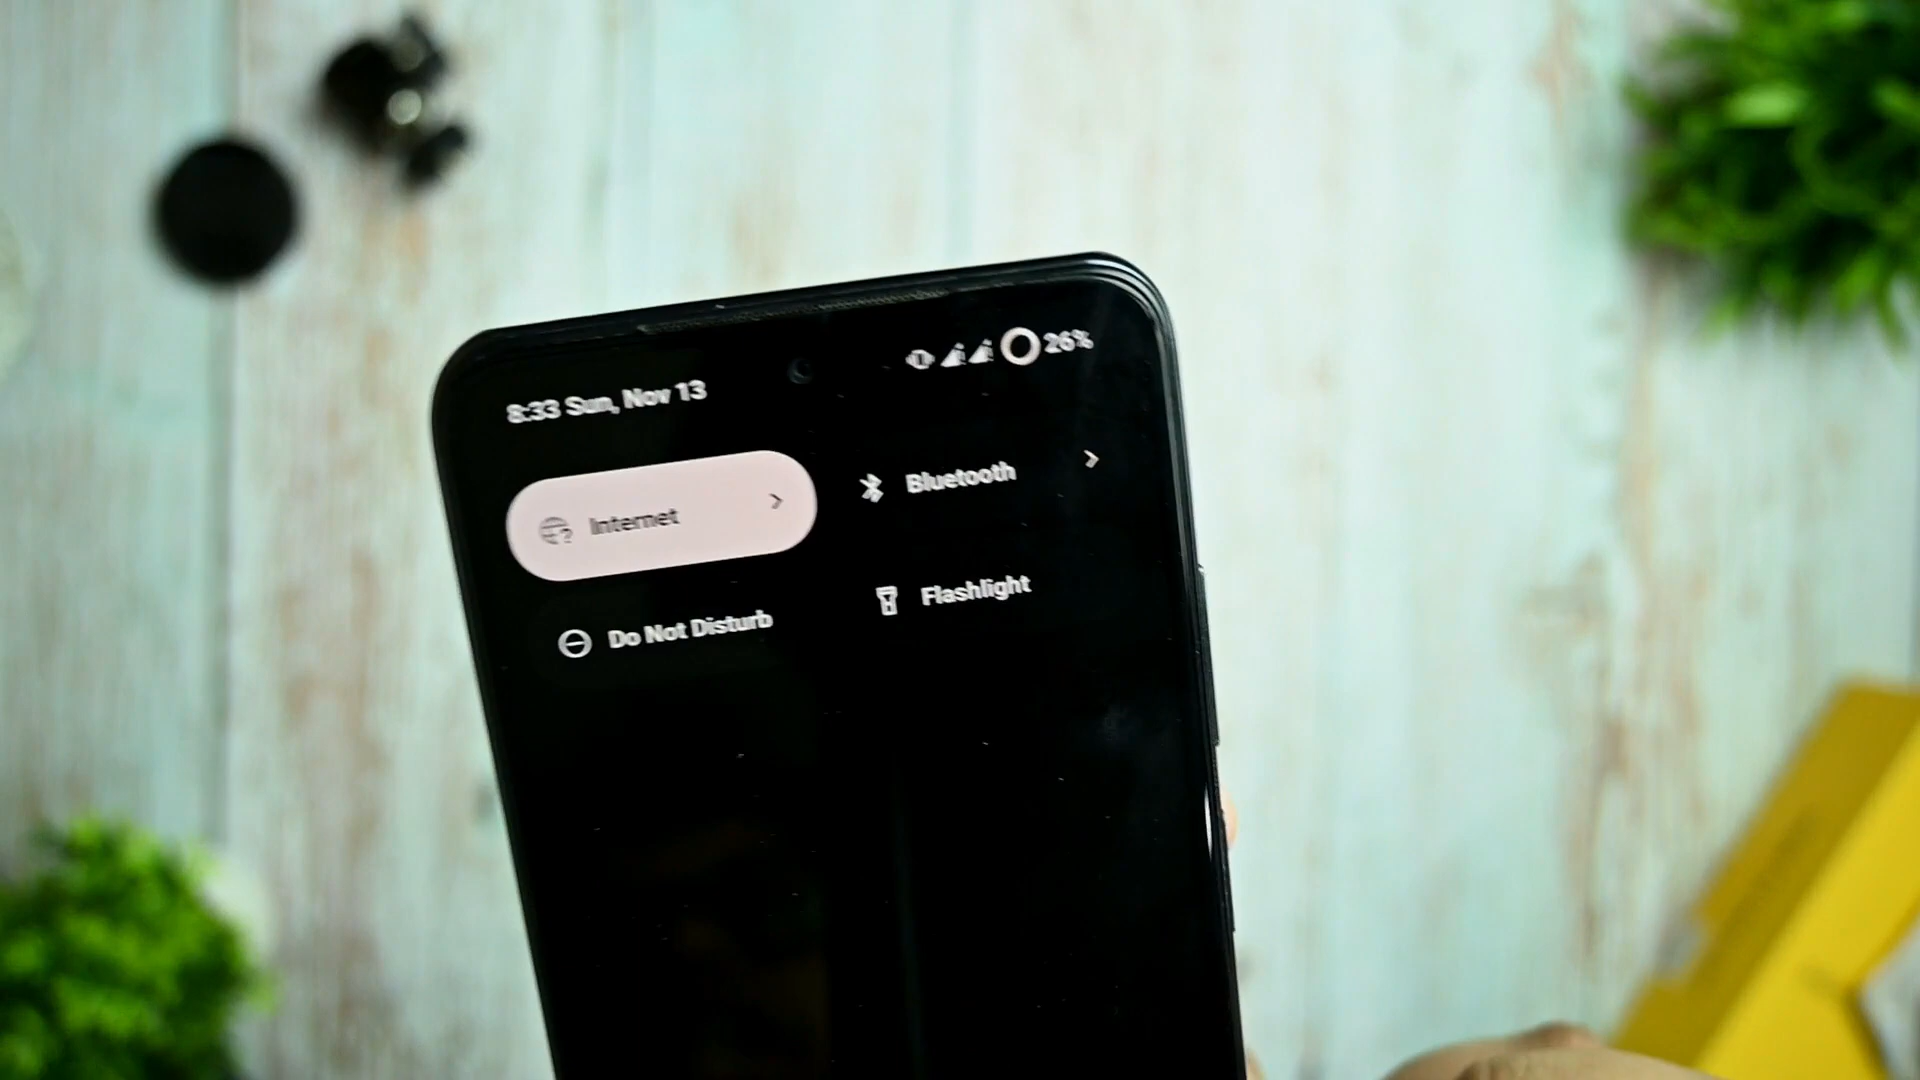 8:33 Sun, Nov 13
26%
Internet
Bluetooth
Do Not Disturb
Flashlight